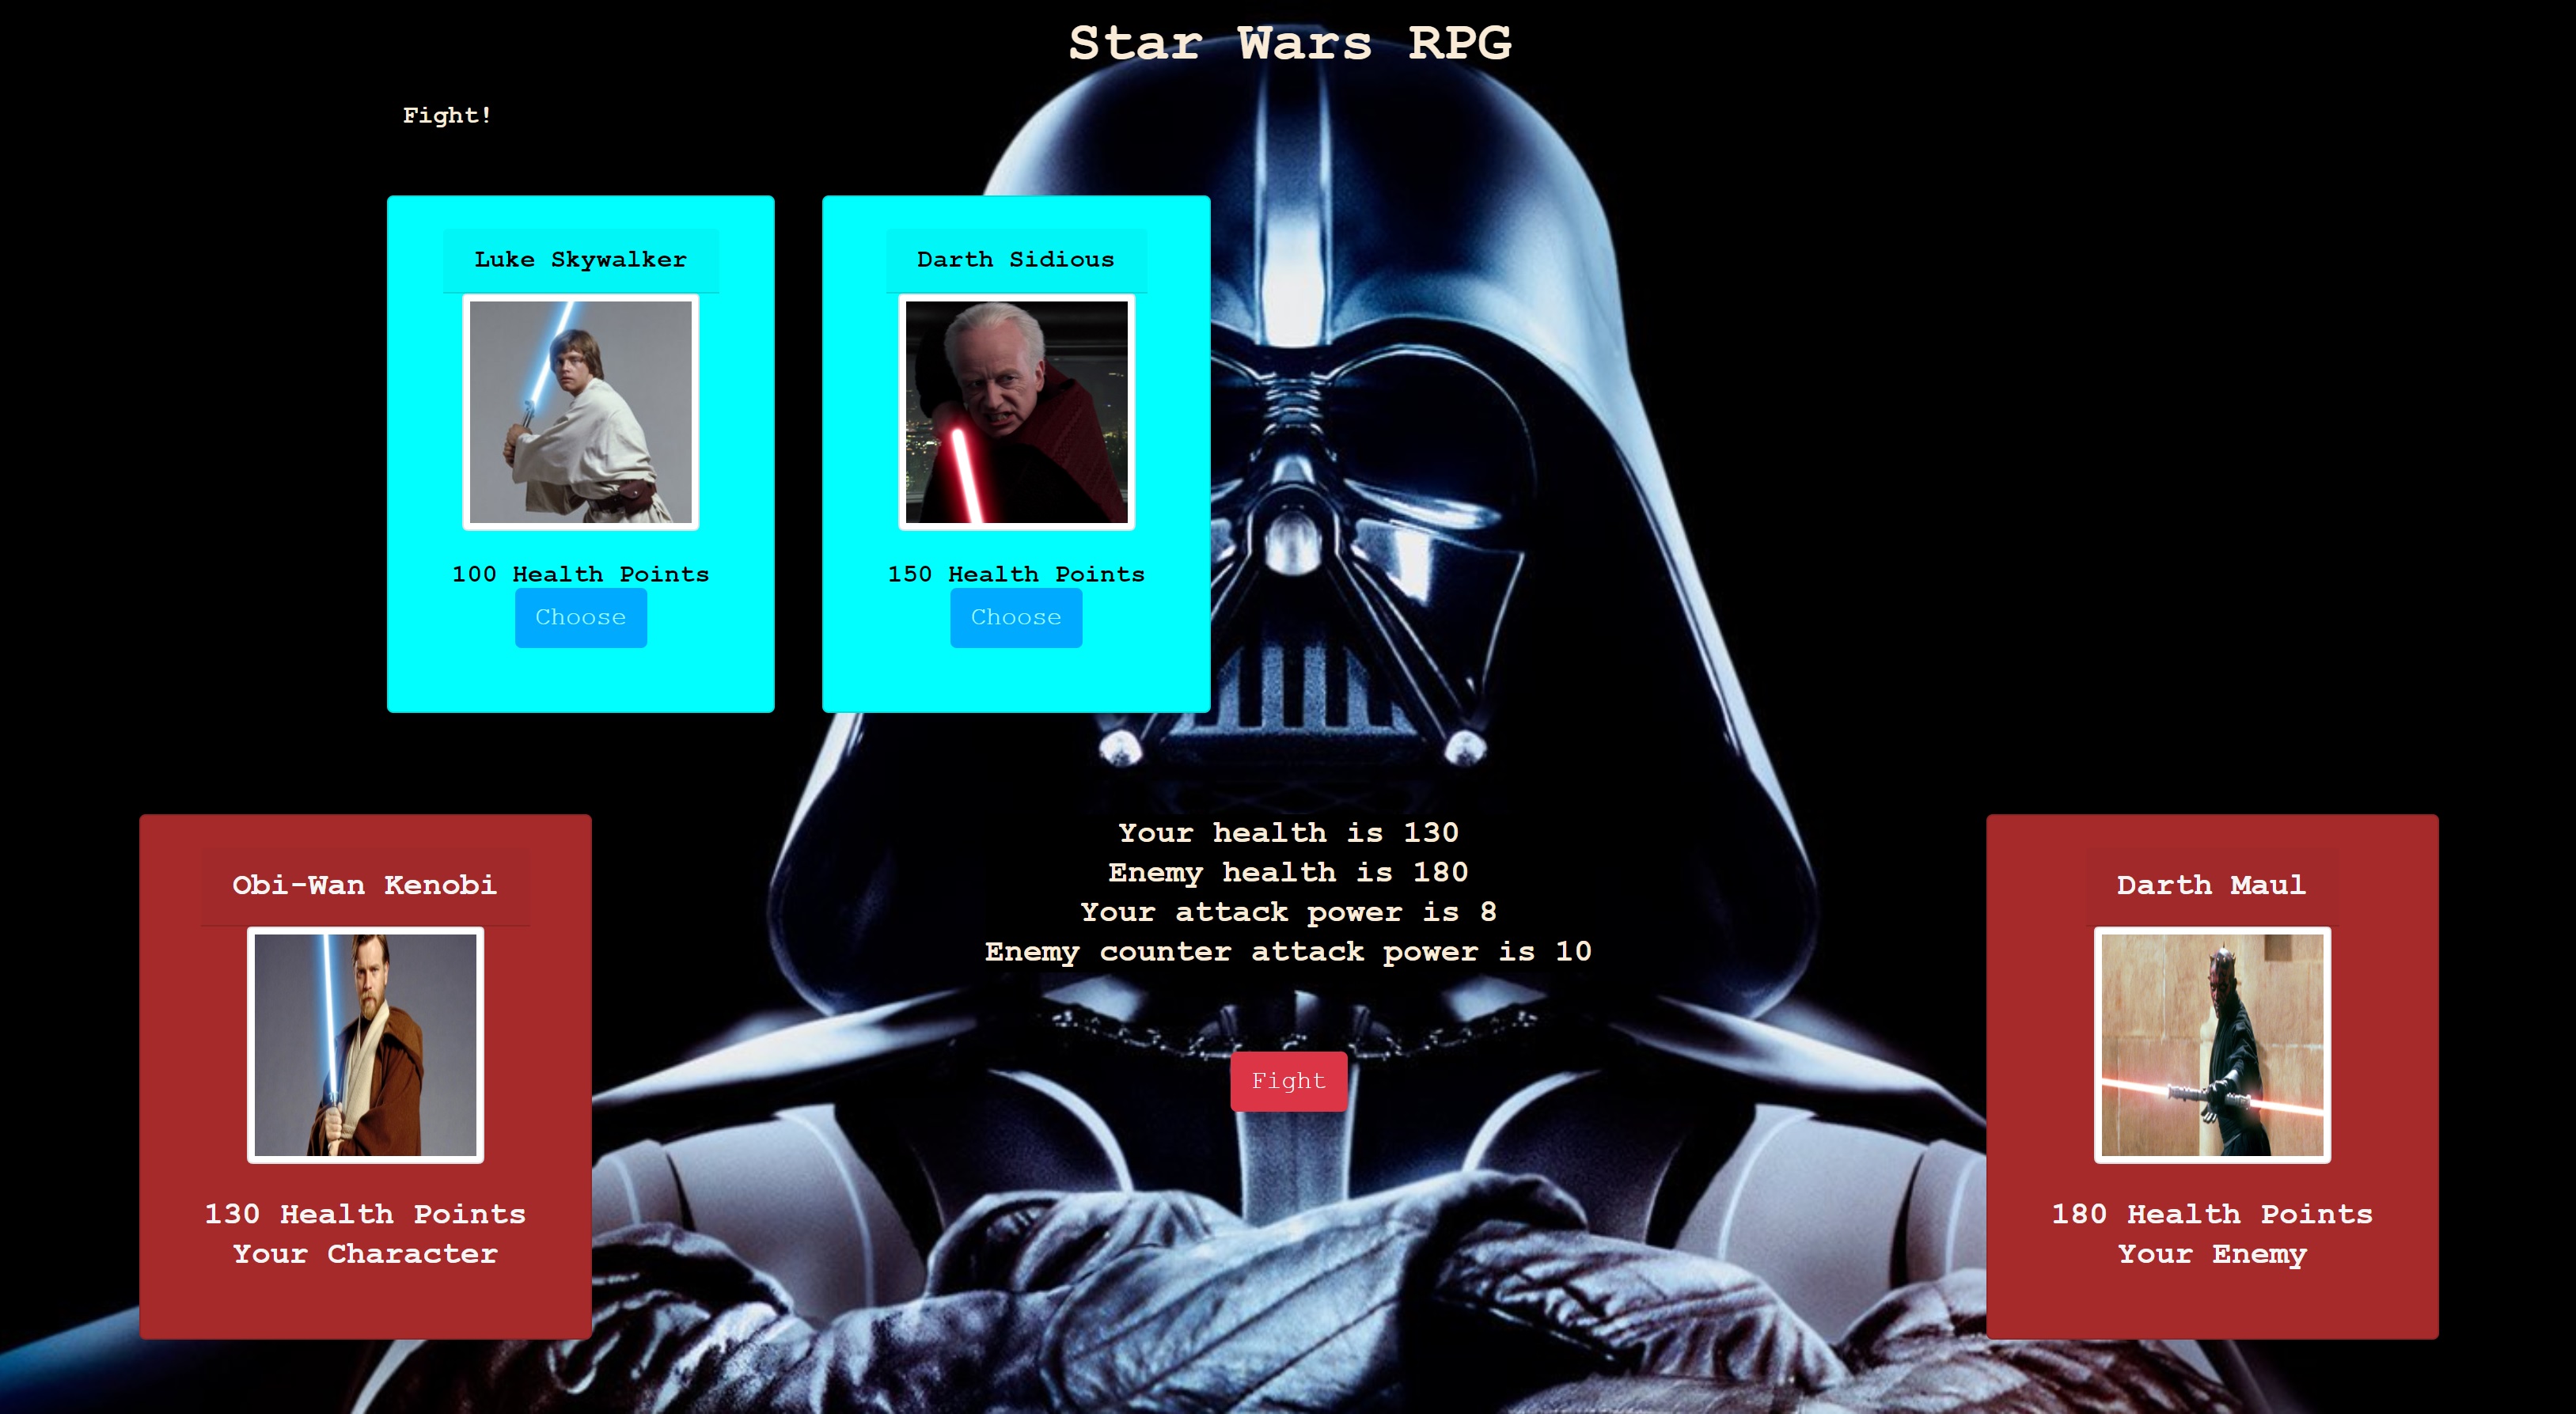 Star Wars RPG
Fight!
Luke Skywalker
100 Health Points
Choose
Darth Sidious
150 Health Points
Choose
Obi-Wan Kenobi
130 Health Points
Your Character
Your health is 130
Enemy health is 180
Your attack power is 8
Enemy counter attack power is 10
Fight
Darth Maul
180 Health Points
Your Enemy